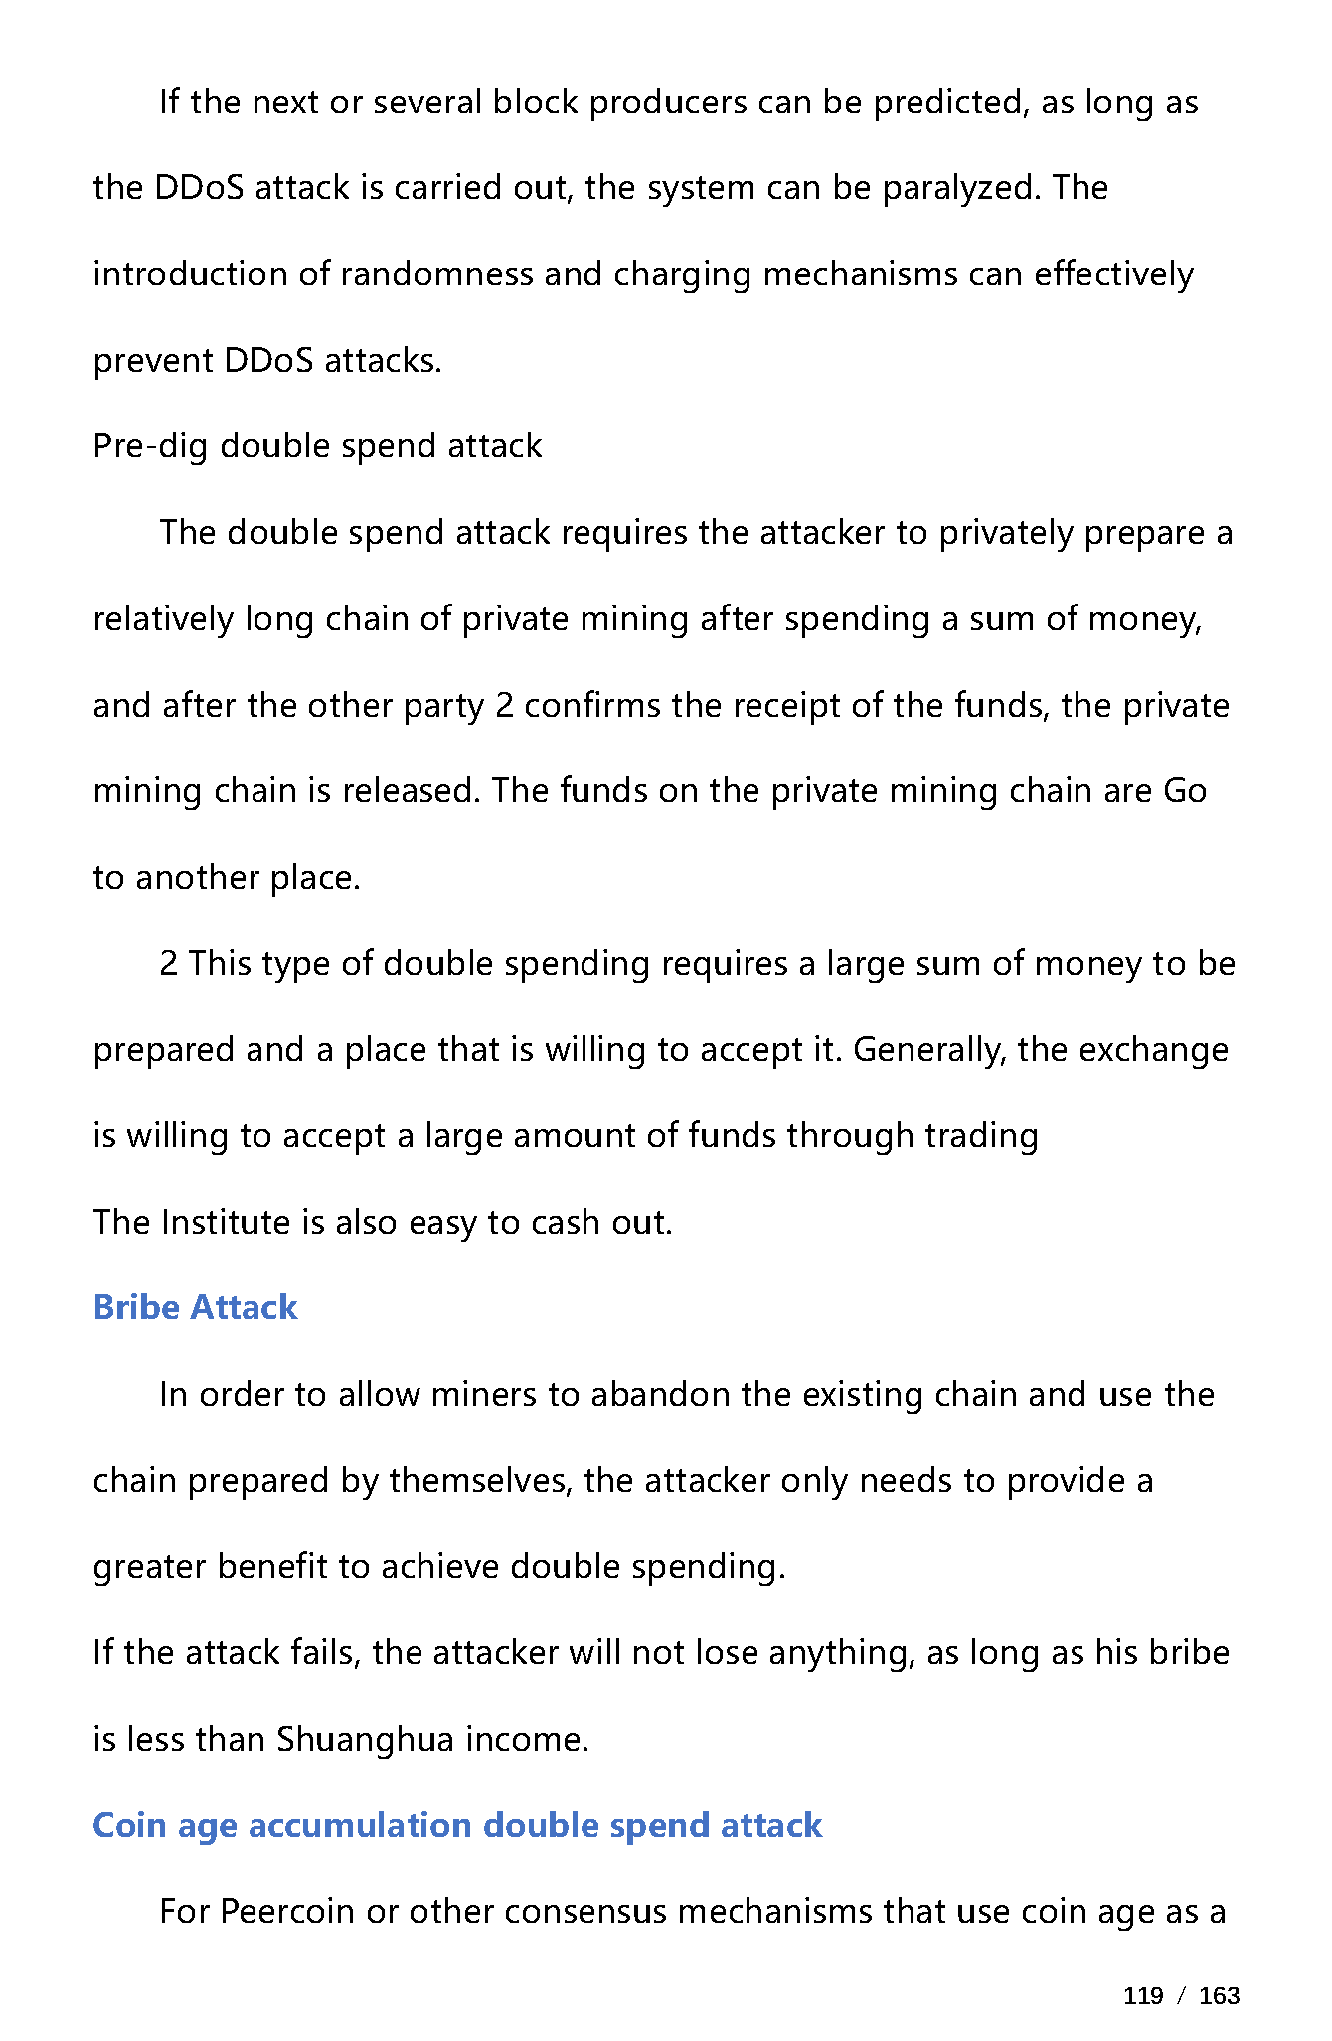 If the next or several block producers can be predicted, as long as
the DDoS attack is carried out, the system can be paralyzed. The
introduction of randomness and charging mechanisms can effectively
prevent DDoS attacks.
Pre-dig double spend attack
The double spend attack requires the attacker to privately prepare a
relatively long chain of private mining after spending a sum of money,
and after the other party 2 confirms the receipt of the funds, the private
mining chain is released. The funds on the private mining chain are Go
to another place.
2 This type of double spending requires a large sum of money to be
prepared and a place that is willing to accept it. Generally, the exchange
is willing to accept a large amount of funds through trading
The Institute is also easy to cash out.
Bribe Attack
In order to allow miners to abandon the existing chain and use the
chain prepared by themselves, the attacker only needs to provide a
greater benefit to achieve double spending.
If the attack fails, the attacker will not lose anything, as long as his bribe
is less than Shuanghua income.
Coin age accumulation double spend attack
For Peercoin or other consensus mechanisms that use coin age as a
119 / 163